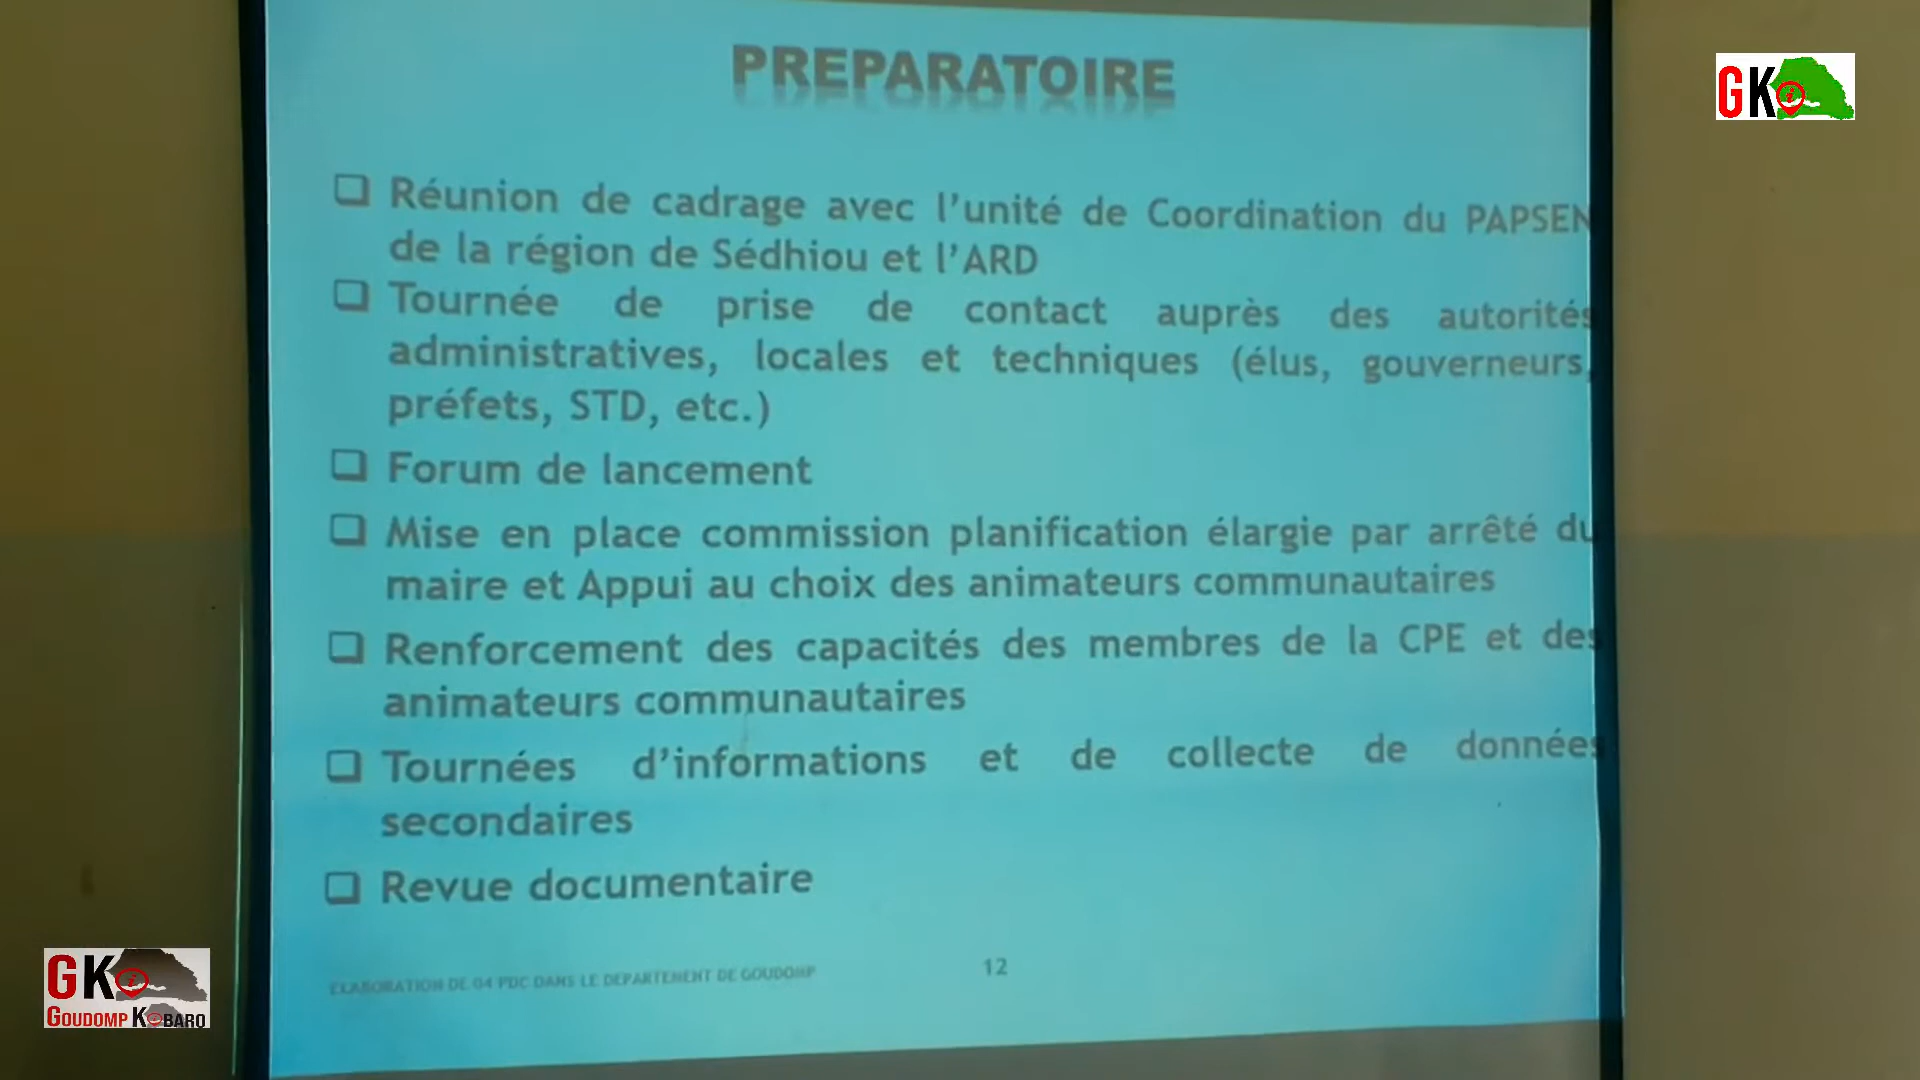 PREPARATOIRE
GK
❑ Réunion de cadrage avec l'unité de Coordination du PAPSEN
de la région de Sédhiou et l'ARD
❑ Tournée de prise de contact auprès des autorités
administratives, locales et techniques (élus, gouverneurs,
préfets, STD, etc.)
❑ Forum de lancement
❑ Mise en place commission planification élargie par arrêté du
maire et Appui au choix des animateurs communautaires
❑ Renforcement des capacités des membres de la CPE et des
animateurs communautaires
❑ Tournées d'informations et de collecte de données
secondaires
❑ Revue documentaire
ELABORATION DE 04 PDC DANS LE DEPARTEMENT DE GOUDOMP
12
GK
GOUDOMP KOBARO